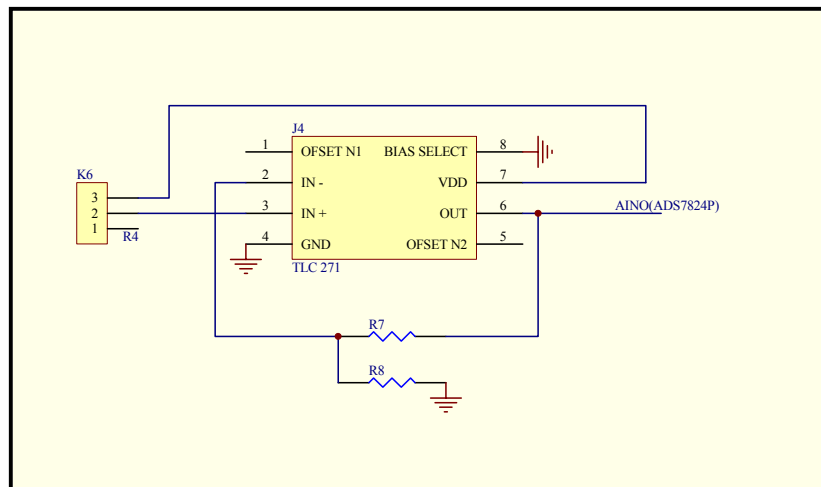 J4
1 OFSET N1 BIAS SELECT 8
K6
3
2 IN - VDD 7
2
3 IN + OUT 6 AINO(ADS7824P)
1
R4
4 GND OFSET N2 5
TLC 271
R7
R8